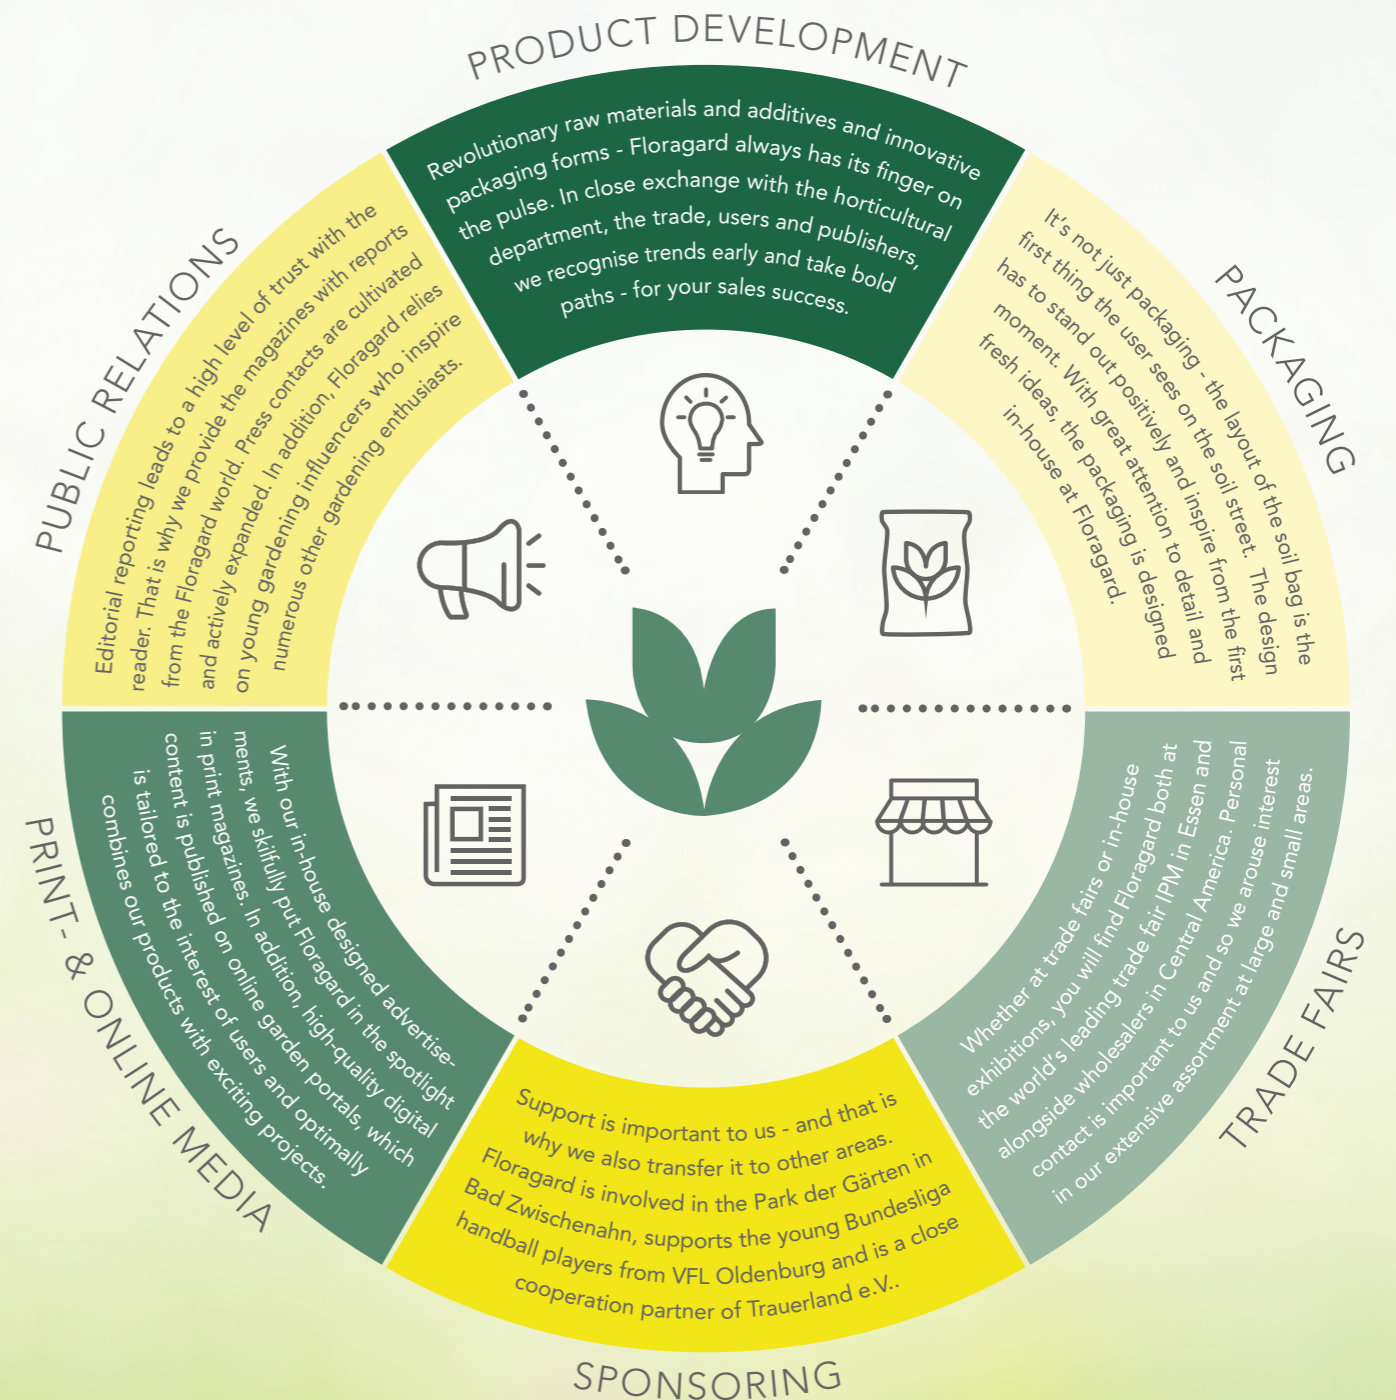 PRODUCT DEVELOPMENT
Revolutionary raw materials and additives and innovative
packaging forms - Floragard always has its finger on
the pulse. In close exchange with the horticultural
department, the trade, users and publishers,
we recognise trends early and take bold
paths - for your sales success.
PACKAGING
It's not just packaging - the layout of the soil bag is the
first thing the user sees on the soil street. The design
has to stand out positively and inspire from the first
moment. With great attention to detail and
fresh ideas, the packaging is designed
in-house at Floragard.
TRADE FAIRS
Whether at trade fairs or in-house
exhibitions, you will find Floragard both at
the world's leading trade fair IPM in Essen and
alongside wholesalers in Central America. Personal
contact is important to us and so we arouse interest
in our extensive assortment at large and small areas.
SPONSORING
Support is important to us - and that is
why we also transfer it to other areas.
Floragard is involved in the Park der Gärten in
Bad Zwischenahn, supports the young Bundesliga
handball players from VFL Oldenburg and is a close
cooperation partner of Trauerland e.V..
PRINT- & ONLINE MEDIA
With our in-house designed advertise-
ments, we skilfully put Floragard in the spotlight
in print magazines. In addition, high-quality digital
content is published on online garden portals, which
is tailored to the interest of users and optimally
combines our products with exciting projects.
PUBLIC RELATIONS
Editorial reporting leads to a high level of trust with the
reader. That is why we provide the magazines with reports
from the Floragard world. Press contacts are cultivated
and actively expanded. In addition, Floragard relies
on young gardening influencers who inspire
numerous other gardening enthusiasts.